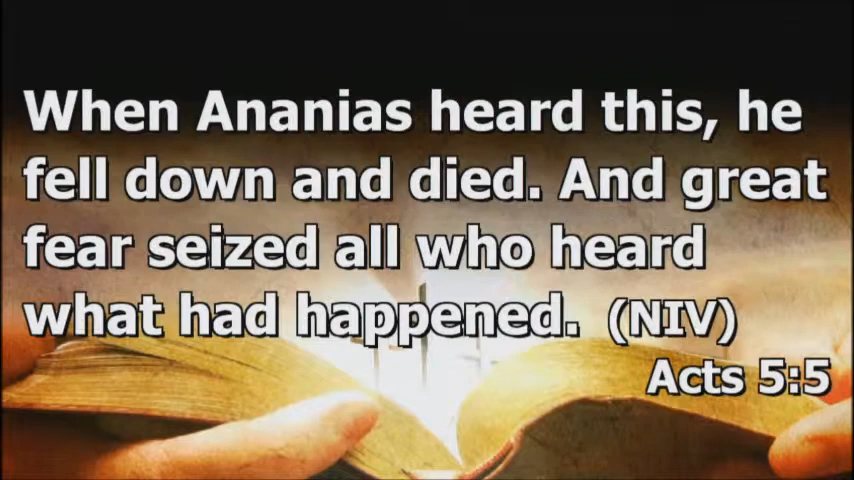 When Ananias heard this, he
fell down and died. And great
fear seized all who heard
what had happened. (NIV)
Acts 5:5